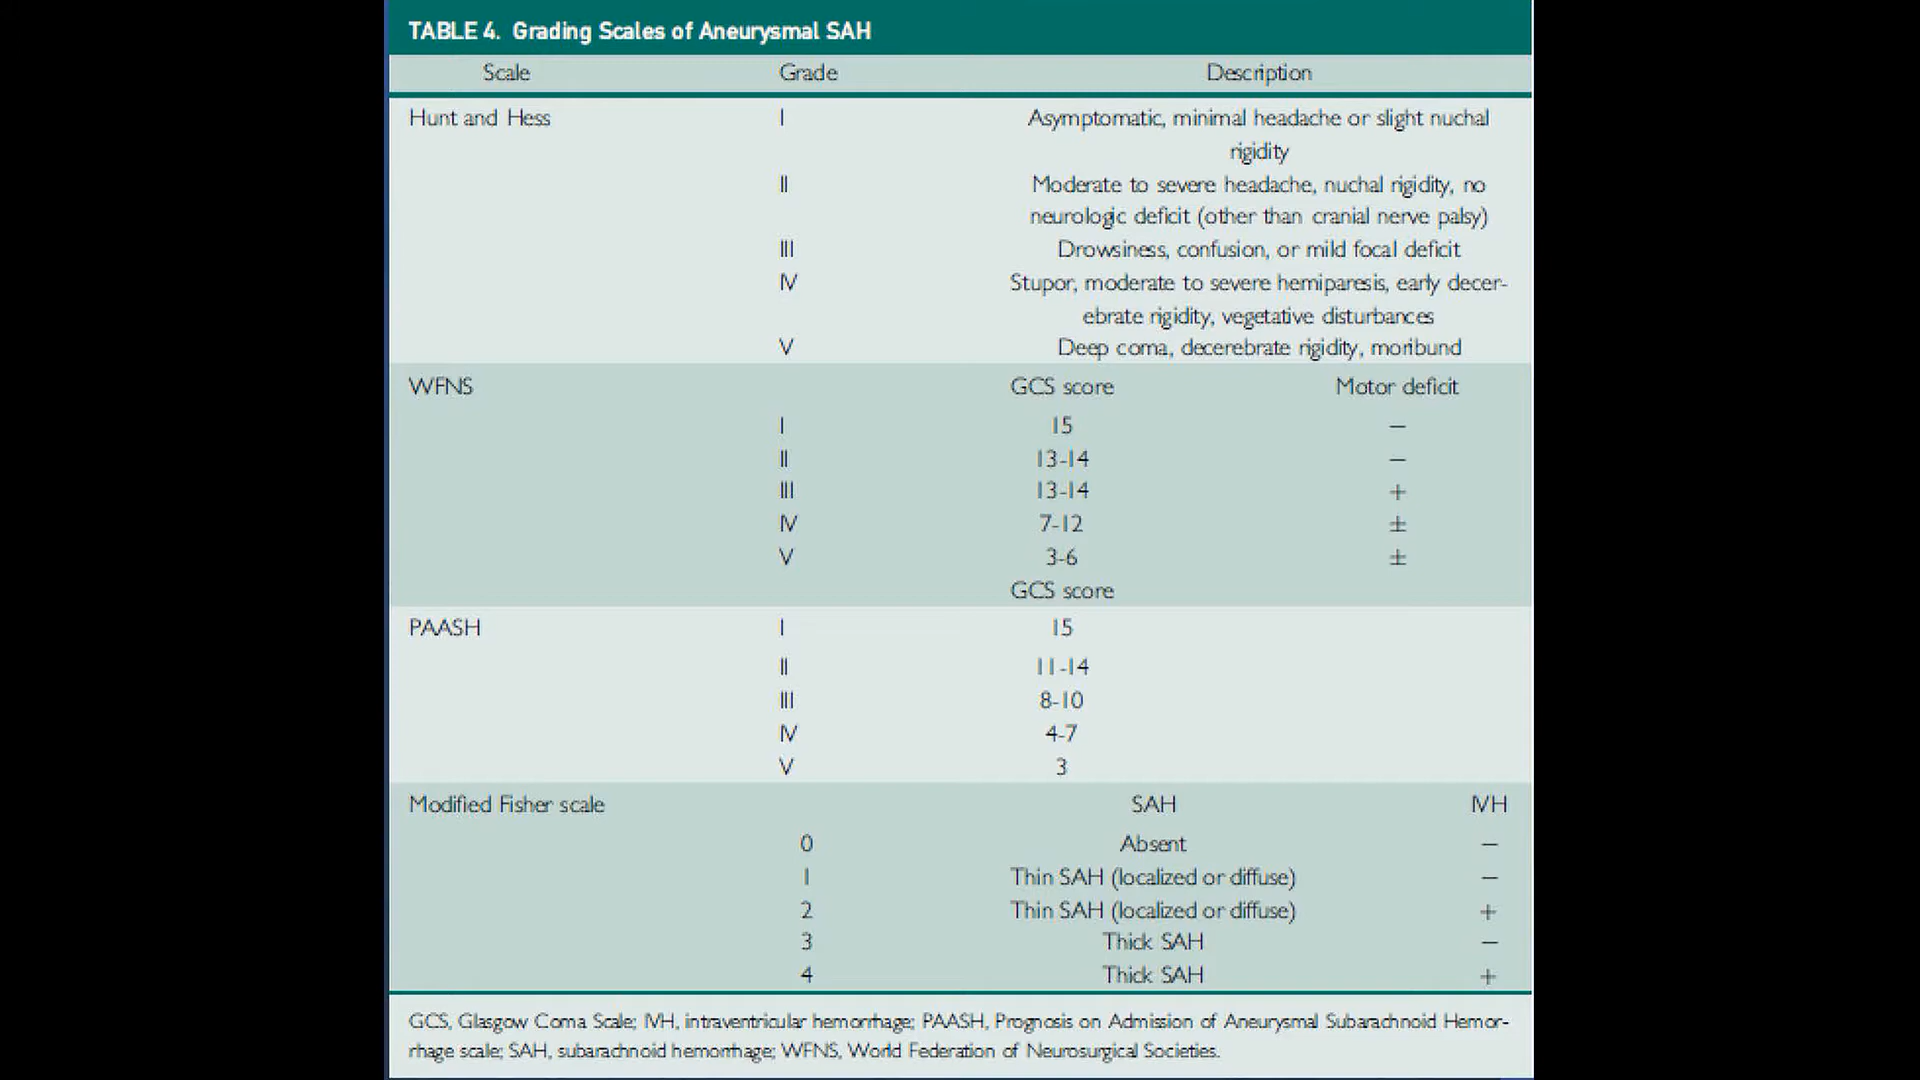 TABLE 4. Grading Scales of Aneurysmal SAH
Scale Grade Description
Hunt and Hess I Asymptomatic, minimal headache or slight nuchal
rigidity
II Moderate to severe headache, nuchal rigidity, no
neurologic deficit (other than cranial nerve palsy)
III Drowsiness, confusion, or mild focal deficit
IV Stupor, moderate to severe hemiparesis, early decer-
ebrate rigidity, vegetative disturbances
V Deep coma, decerebrate rigidity, moribund
WFNS GCS score Motor deficit
I 15 −
II 13-14 −
III 13-14 +
IV 7-12 ±
V 3-6 ±
GCS score
PAASH I 15
II 11-14
III 8-10
IV 4-7
V 3
Modified Fisher scale SAH IVH
0 Absent −
1 Thin SAH (localized or diffuse) −
2 Thin SAH (localized or diffuse) +
3 Thick SAH −
4 Thick SAH +
GCS, Glasgow Coma Scale; IVH, intraventricular hemorrhage; PAASH, Prognosis on Admission of Aneurysmal Subarachnoid Hemor-
rhage scale; SAH, subarachnoid hemorrhage; WFNS, World Federation of Neurosurgical Societies.